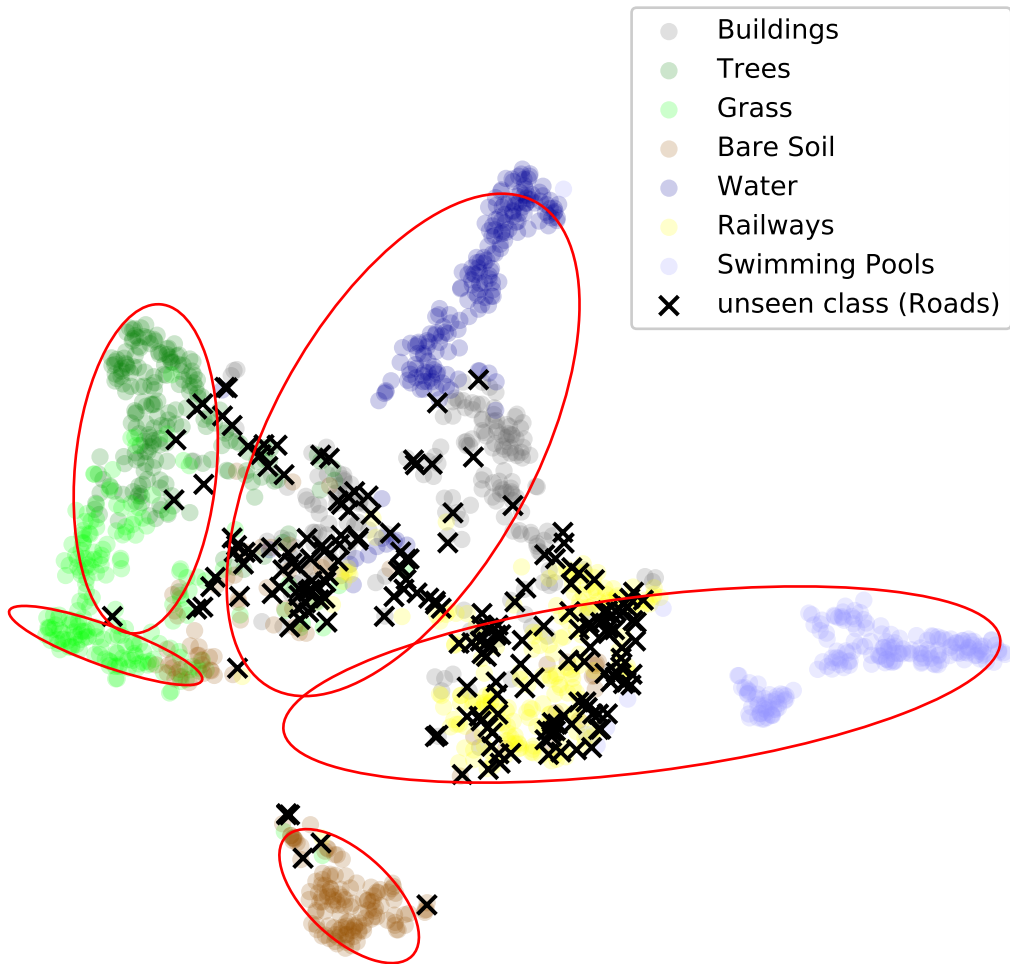 Buildings
Trees
Grass
Bare Soil
Water
Railways
Swimming Pools
unseen class (Roads)